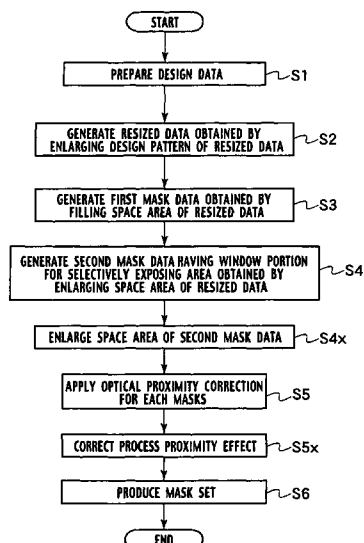 START
PREPARE DESIGN DATA
S1
GENERATE RESIZED DATA OBTAINED BY
ENLARGING DESIGN PATTERN OF RESIZED DATA
S2
GENERATE FIRST MASK DATA OBTAINED BY
FILLING SPACE AREA OF RESIZED DATA
S3
GENERATE SECOND MASK DATA HAVING WINDOW PORTION
FOR SELECTIVELY EXPOSING AREA OBTAINED BY
ENLARGING SPACE AREA OF RESIZED DATA
S4
ENLARGE SPACE AREA OF SECOND MASK DATA
S4x
APPLY OPTICAL PROXIMITY CORRECTION
FOR EACH MASKS
S5
CORRECT PROCESS PROXIMITY EFFECT
S5x
PRODUCE MASK SET
S6
END